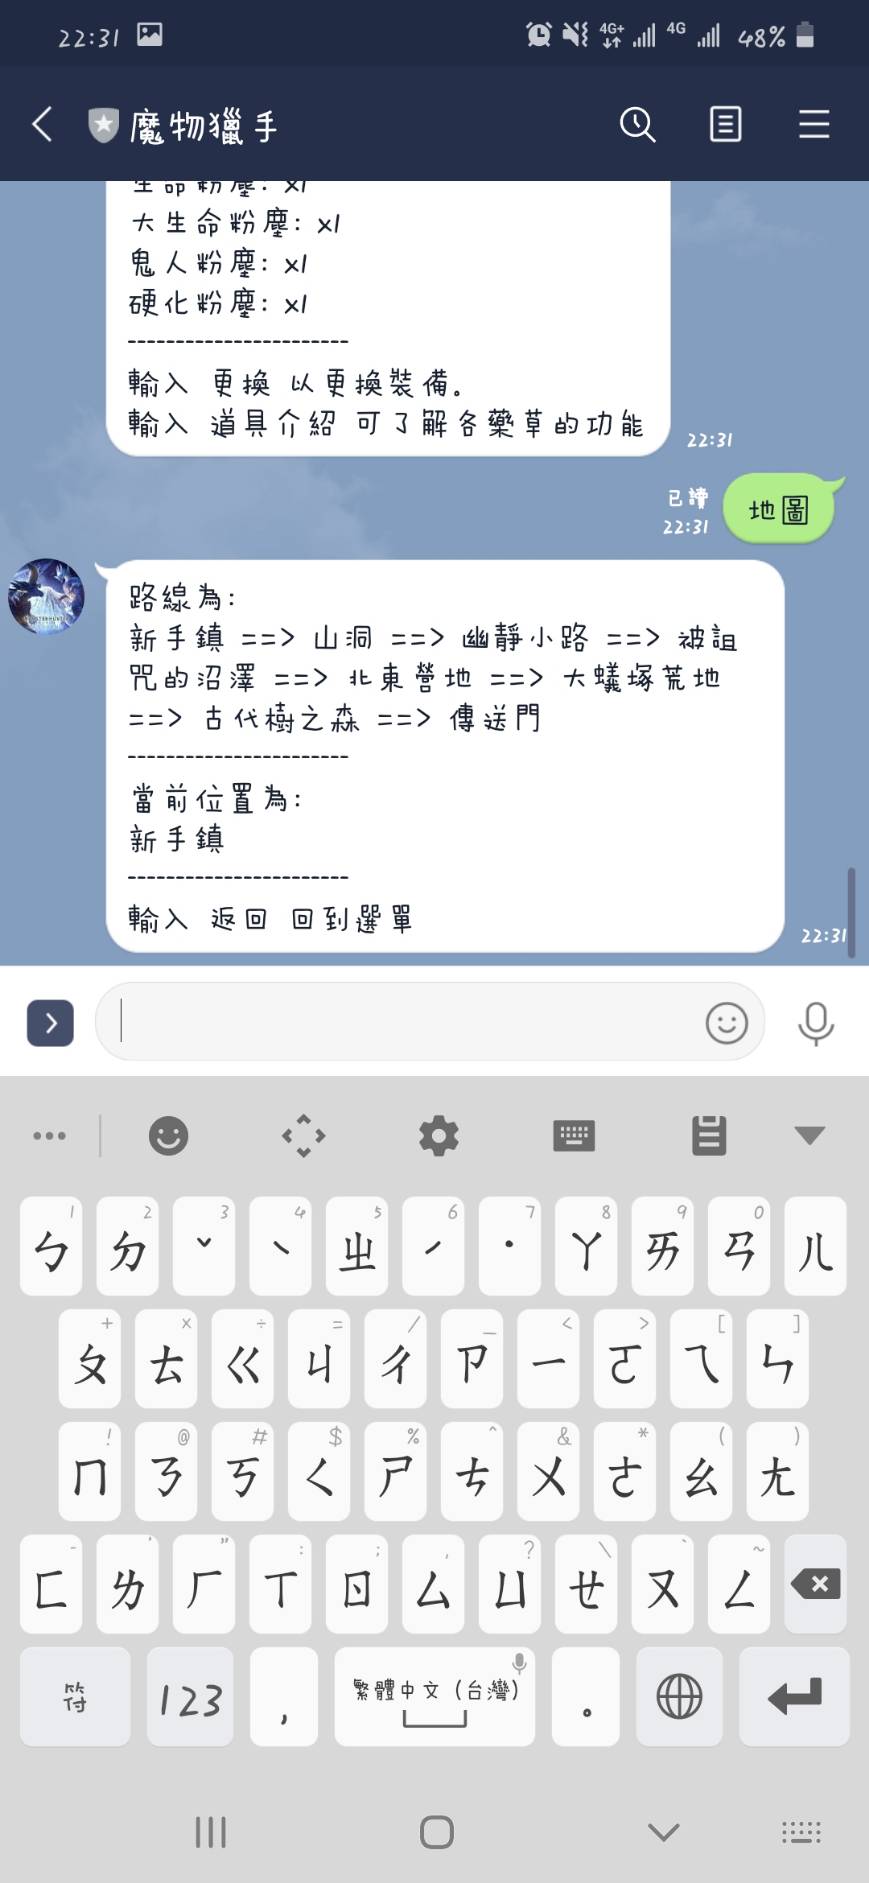 22:31
4G+ 4G 48%
魔物獵手
生命粉塵: x1
大生命粉塵: x1
鬼人粉塵: x1
硬化粉塵: x1
-----------------------
輸入 更換 以更換裝備。
輸入 道具介紹 可了解各藥草的功能
22:31
已讀
22:31
地圖
路線為:
新手鎮 ==> 山洞 ==> 幽靜小路 ==> 被詛
咒的沼澤 ==> 北東營地 ==> 大蟻塚荒地
==> 古代樹之森 ==> 傳送門
-----------------------
當前位置為:
新手鎮
-----------------------
輸入 返回 回到選單
22:31
1 2 3 4 5 6 7 8 9 0
ㄅ ㄉ ˇ ˋ ㄓ ˊ ˙ ㄚ ㄞ ㄢ ㄦ
+ × ÷ = / _ < > [ ]
ㄆ ㄊ ㄍ ㄐ ㄔ ㄗ ㄧ ㄛ ㄟ ㄣ
! @ # $ % ^ & * ( )
ㄇ ㄋ ㄎ ㄑ ㄕ ㄘ ㄨ ㄜ ㄠ ㄤ
- ' " : ; , ? \ ` ~
ㄈ ㄌ ㄏ ㄒ ㄖ ㄙ ㄩ ㄝ ㄡ ㄥ
符 123 , 繁體中文 (台灣) 。